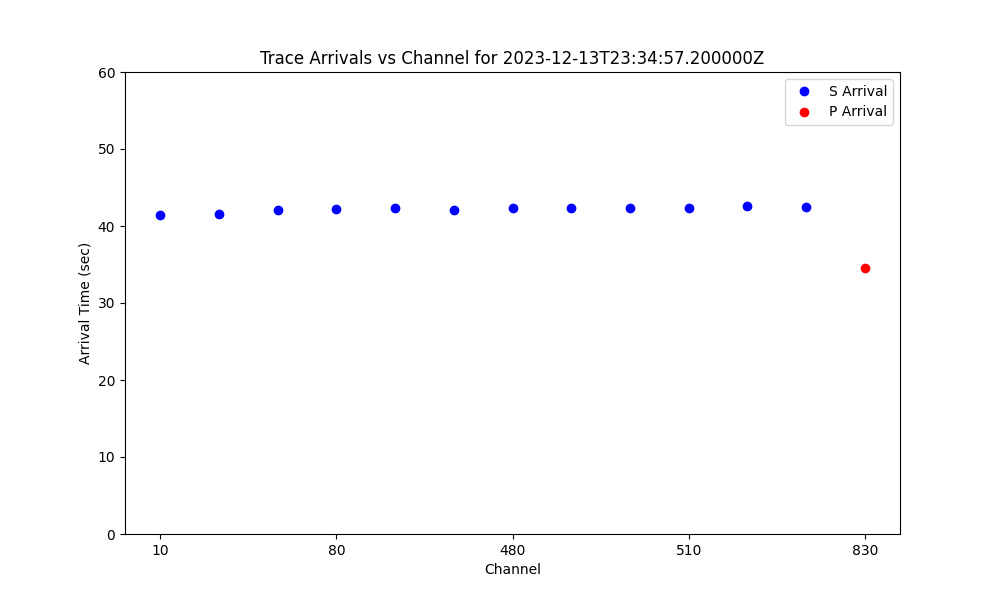 Trace Arrivals vs Channel for 2023-12-13T23:34:57.200000Z
S Arrival
P Arrival
60
50
40
30
20
10
0
Arrival Time (sec)
10 80 480 510 830
Channel